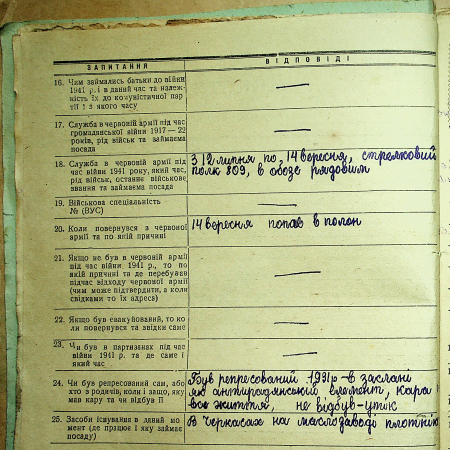 ЗАПИТАННЯ
ВІДПОВІДІ
16. Чим займались батьки до війни
1941 р. і в даний час та належ-
ність їх до комуністичної пар
тії і з якого часу
—
17. Служба в червоній армії під час
громадянської війни 1917 — 22
років, рід військ та займаєма
посада
—
18. Служба в червоній армії під
час війни 1941 року, який час,
рід військ, останнє військове
звання та займаєма посада
З 12 липня по, 14 вересня, стрелковий
полк 809, в обозе рядовим
19. Військова спеціальність
№ (ВУС)
—
20. Коли повернувся з червоної
армії та по якій причині
14 вересня попав в полон
21. Якщо не був в червоній армії
під час війни 1941 р., то по
якій причині та де перебував
під час відходу червоної армії
(чим може підтвердити, а коли
свідками то їх адреса)
—
22. Якщо був евакуйований, то ко
ли повернувся та звідки саме
—
23. Чи був в партизанах під час
війни 1941 р. та де саме і
який час
—
24. Чи був репресований сам, або
хто з родичів, коли і защо, яку
мав кару та чи відбув її
Був репресований 1931р-в заслані
як антирадянський елемент, кара
все життя, не відбув-утік
25. Засоби існування в даний мо
мент (де працює і яку займає
посаду)
В Черкасах на маслозаводі плотнік